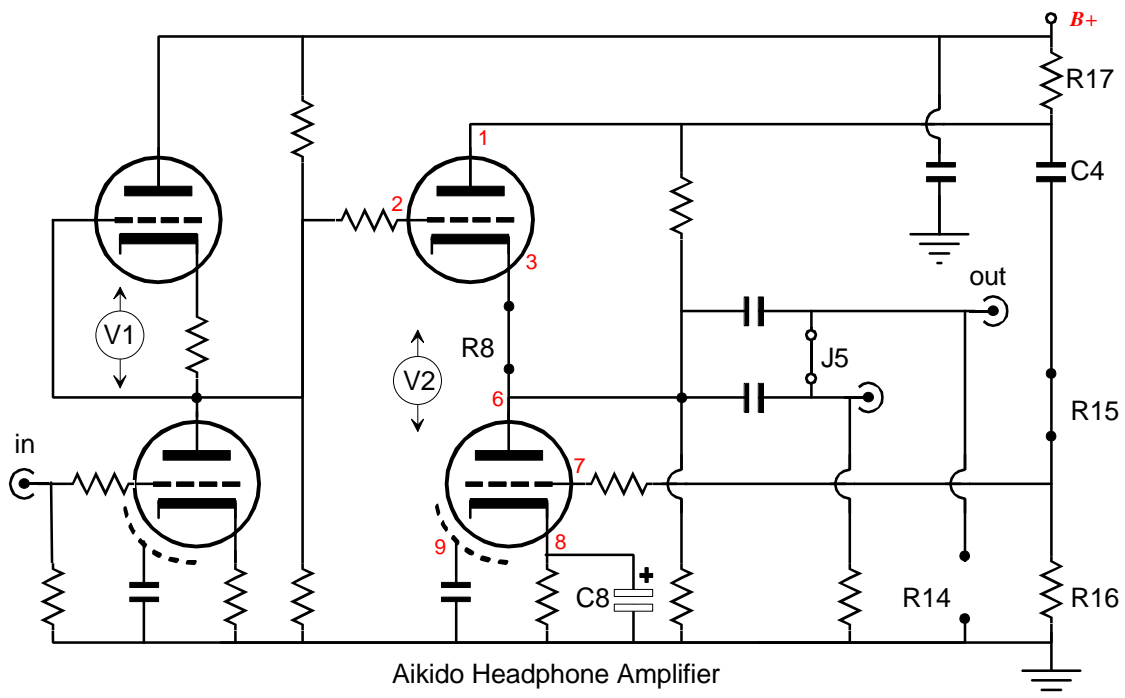 B+
R17
1
C4
2
3
out
V1
R8
J5
V2
6
R15
in
7
9
8
C8
+
R14
R16
Aikido Headphone Amplifier